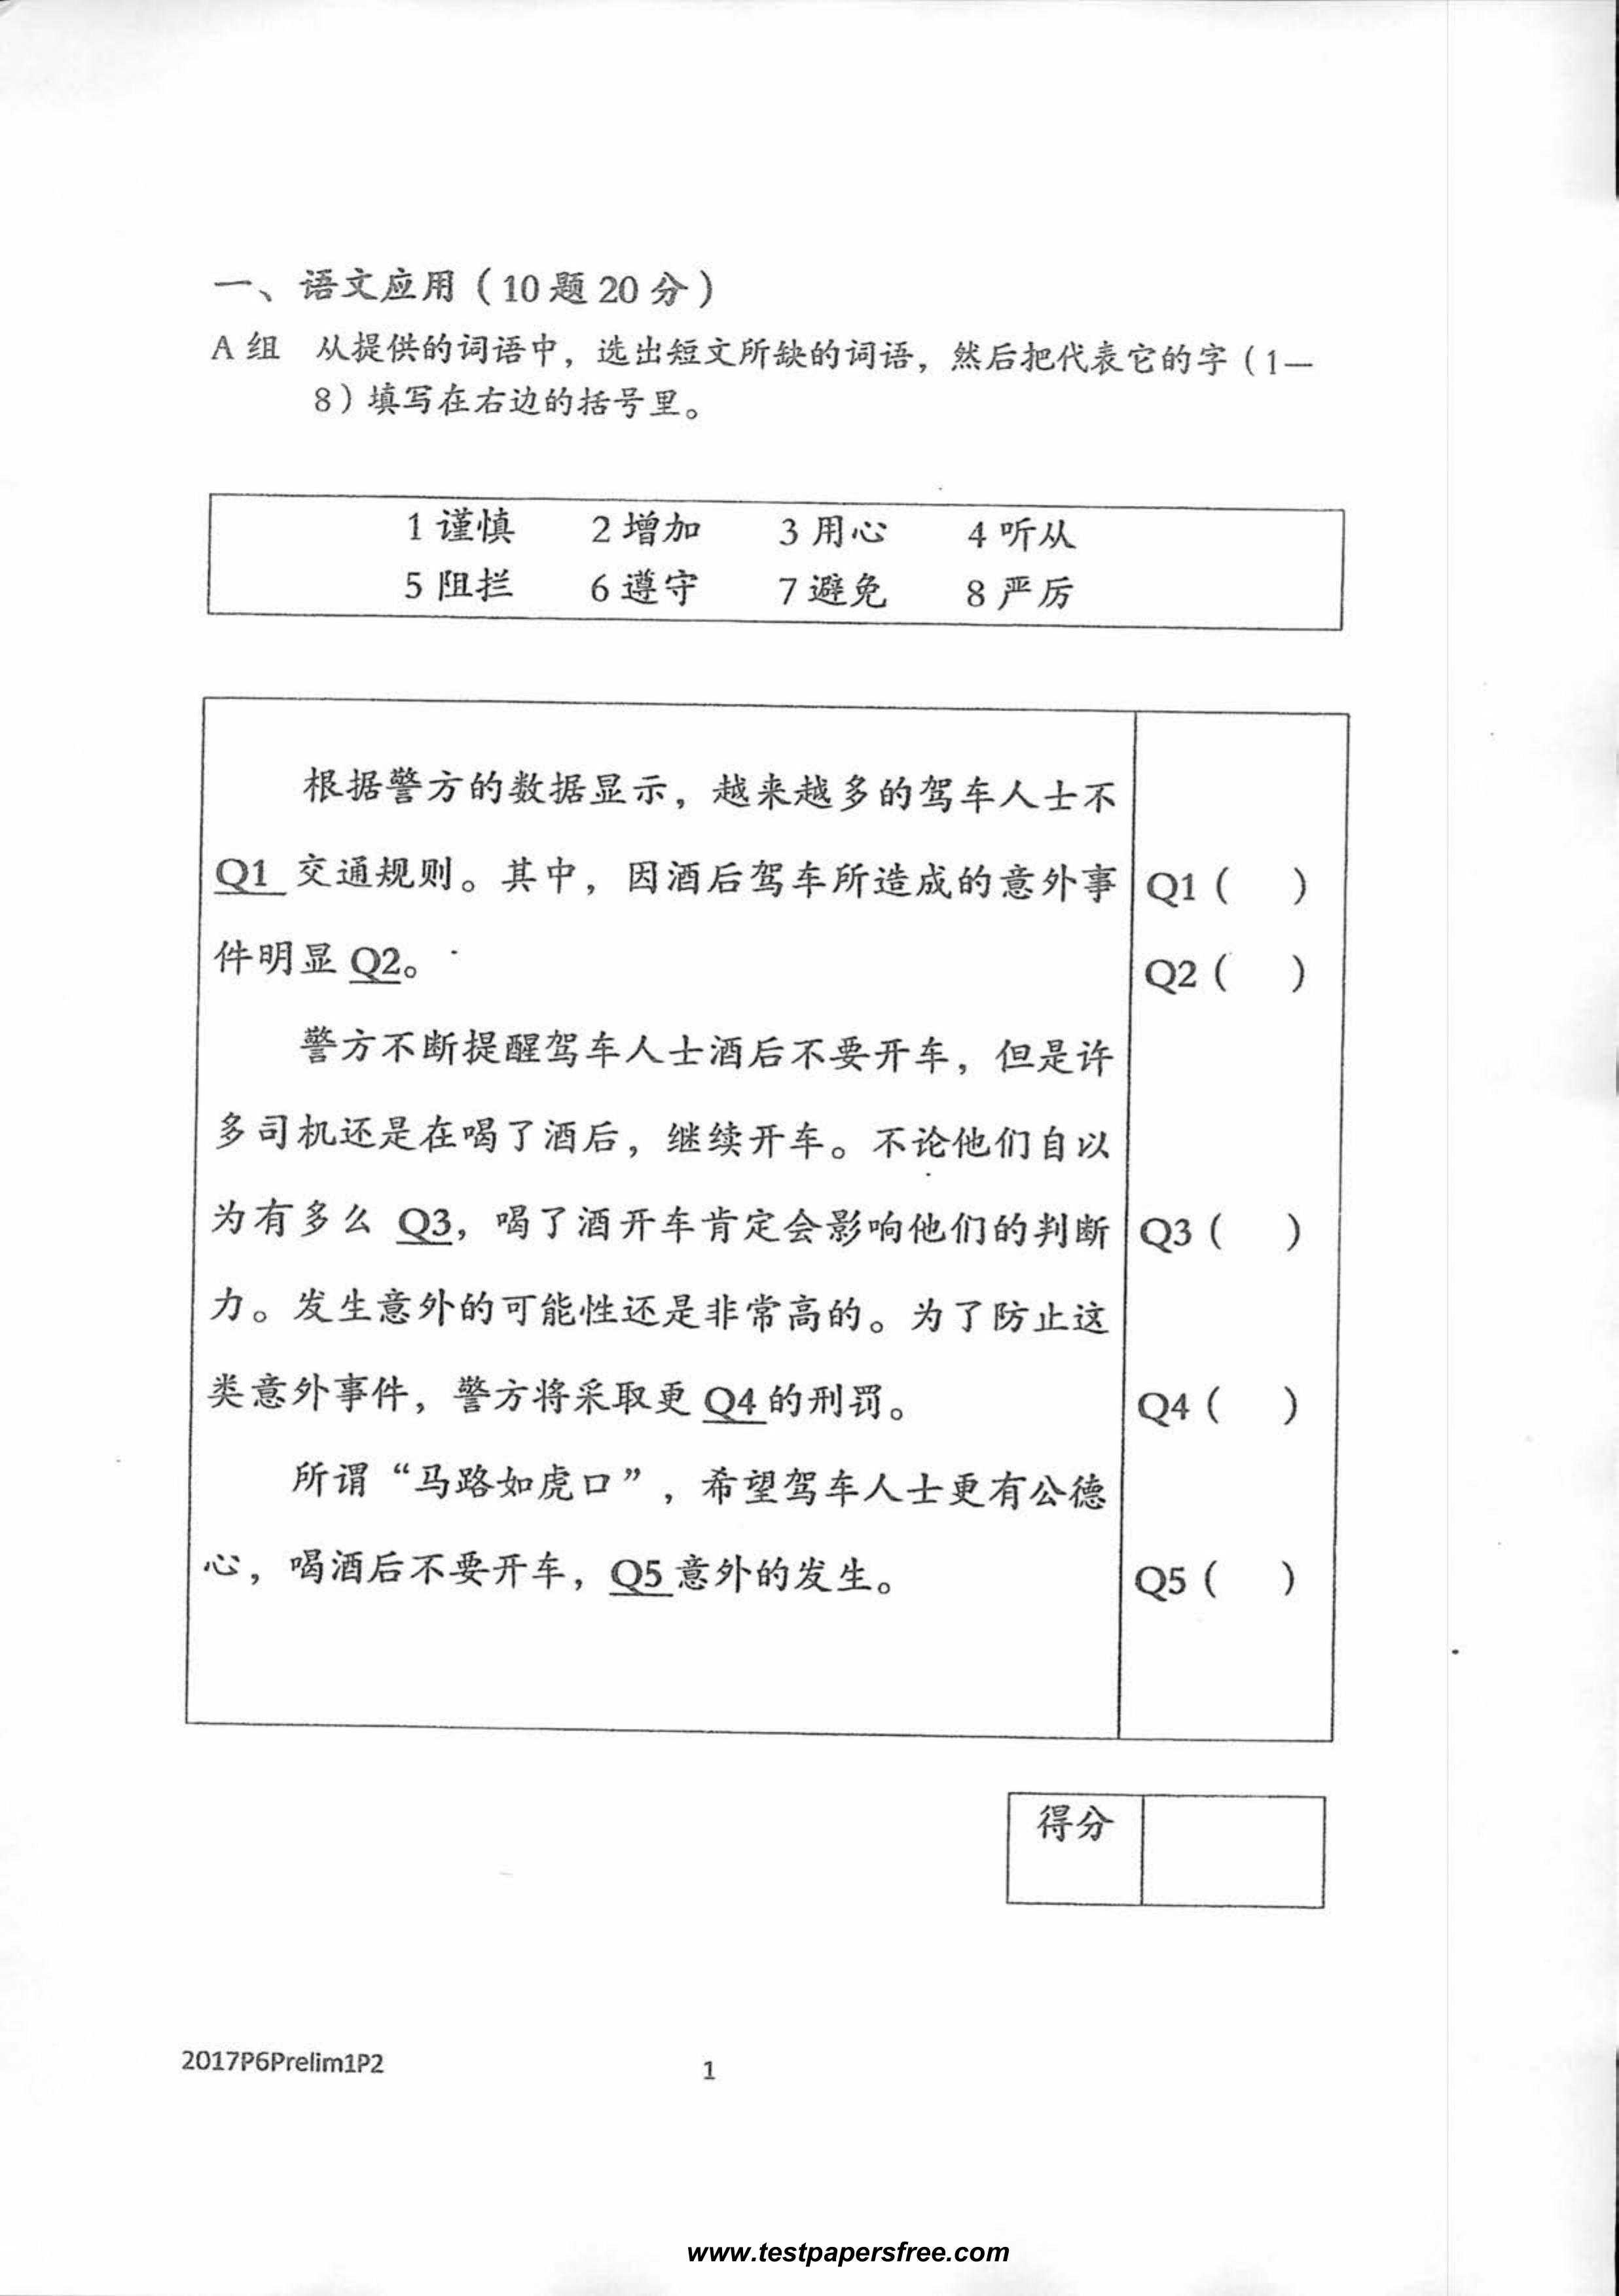 一、语文应用（10题20分）
A组 从提供的词语中，选出短文所缺的词语，然后把代表它的字（1—
8）填写在右边的括号里。
1 谨慎 2 增加 3 用心 4 听从
5 阻拦 6 遵守 7 避免 8 严厉
根据警方的数据显示，越来越多的驾车人士不
Q1 交通规则。其中，因酒后驾车所造成的意外事
Q1（ ）
件明显 Q2。
Q2（ ）
警方不断提醒驾车人士酒后不要开车，但是许
多司机还是在喝了酒后，继续开车。不论他们自以
为有多么 Q3，喝了酒开车肯定会影响他们的判断
Q3（ ）
力。发生意外的可能性还是非常高的。为了防止这
类意外事件，警方将采取更 Q4 的刑罚。
Q4（ ）
所谓“马路如虎口”，希望驾车人士更有公德
心，喝酒后不要开车，Q5 意外的发生。
Q5（ ）
得分
2017P6Prelim1P2
1
www.testpapersfree.com